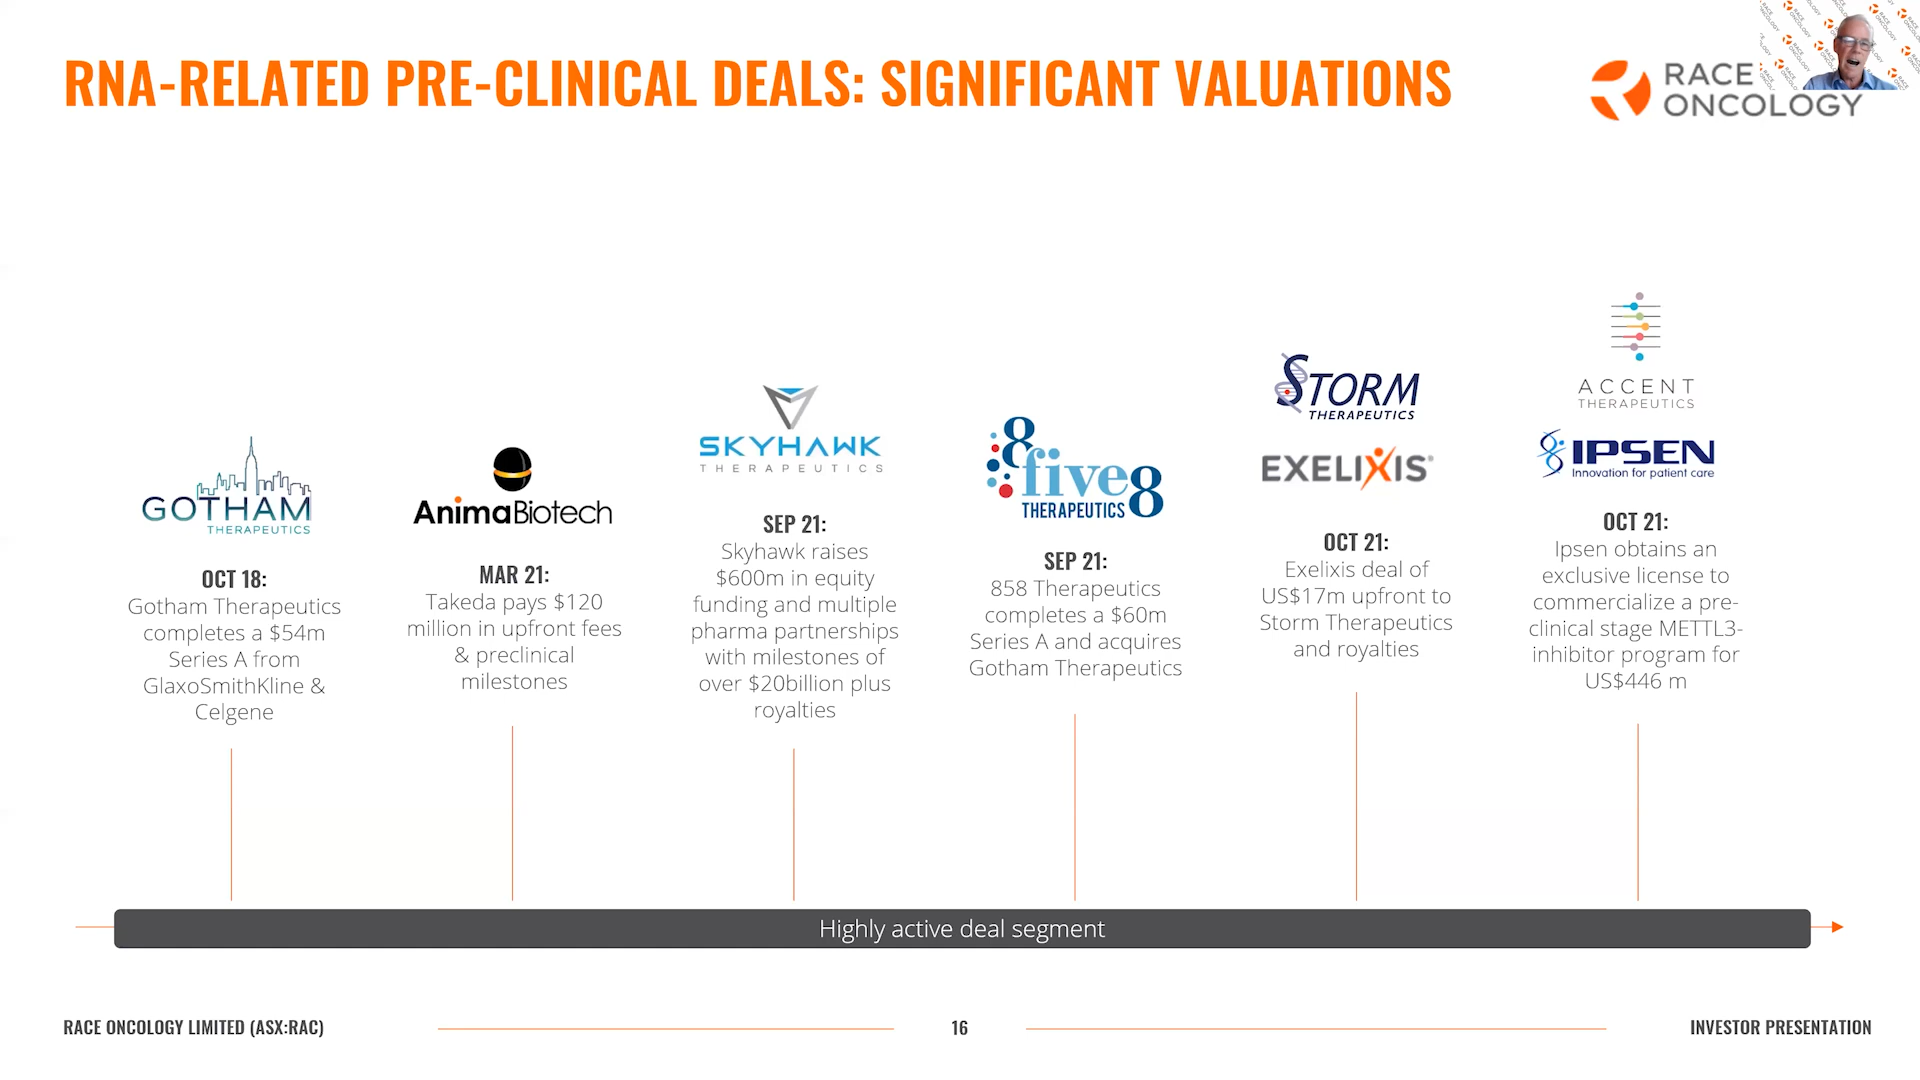 RNA-RELATED PRE-CLINICAL DEALS: SIGNIFICANT VALUATIONS
RACE
ONCOLOGY
GOTHAM
THERAPEUTICS
OCT 18:
Gotham Therapeutics
completes a $54m
Series A from
GlaxoSmithKline &
Celgene
AnimaBiotech
MAR 21:
Takeda pays $120
million in upfront fees
& preclinical
milestones
SKYHAWK
THERAPEUTICS
SEP 21:
Skyhawk raises
$600m in equity
funding and multiple
pharma partnerships
with milestones of
over $20billion plus
royalties
8five8
THERAPEUTICS
SEP 21:
858 Therapeutics
completes a $60m
Series A and acquires
Gotham Therapeutics
STORM
THERAPEUTICS
EXELIXIS®
OCT 21:
Exelixis deal of
US$17m upfront to
Storm Therapeutics
and royalties
ACCENT
THERAPEUTICS
IPSEN
Innovation for patient care
OCT 21:
Ipsen obtains an
exclusive license to
commercialize a pre-
clinical stage METTL3-
inhibitor program for
US$446 m
Highly active deal segment
RACE ONCOLOGY LIMITED (ASX:RAC)
16
INVESTOR PRESENTATION